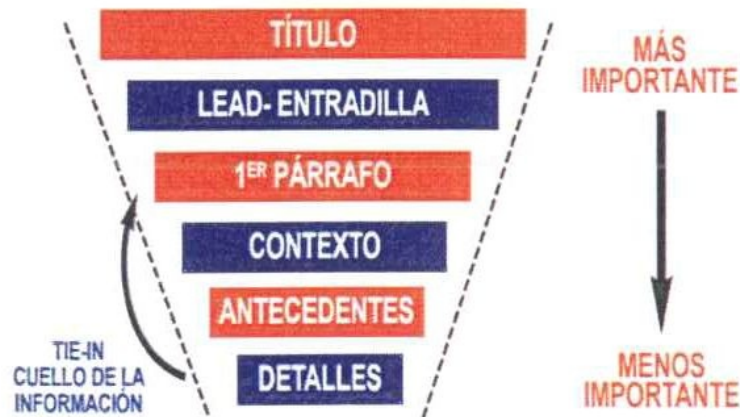 TÍTULO
LEAD- ENTRADILLA
1ER PÁRRAFO
CONTEXTO
ANTECEDENTES
DETALLES
MÁS
IMPORTANTE
MENOS
IMPORTANTE
TIE-IN
CUELLO DE LA
INFORMACIÓN